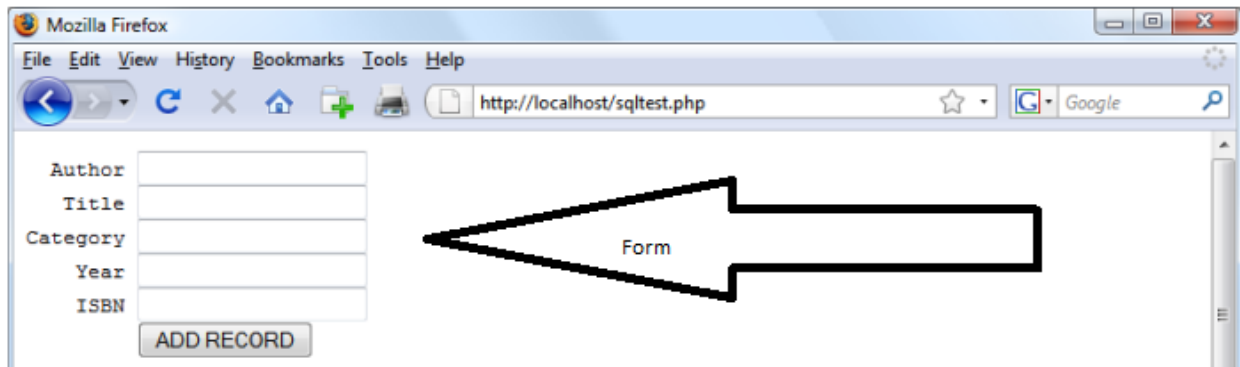 Mozilla Firefox
File Edit View History Bookmarks Tools Help
http://localhost/sqltest.php G Google
Author
Title
Category
Form
Year
ISBN
ADD RECORD